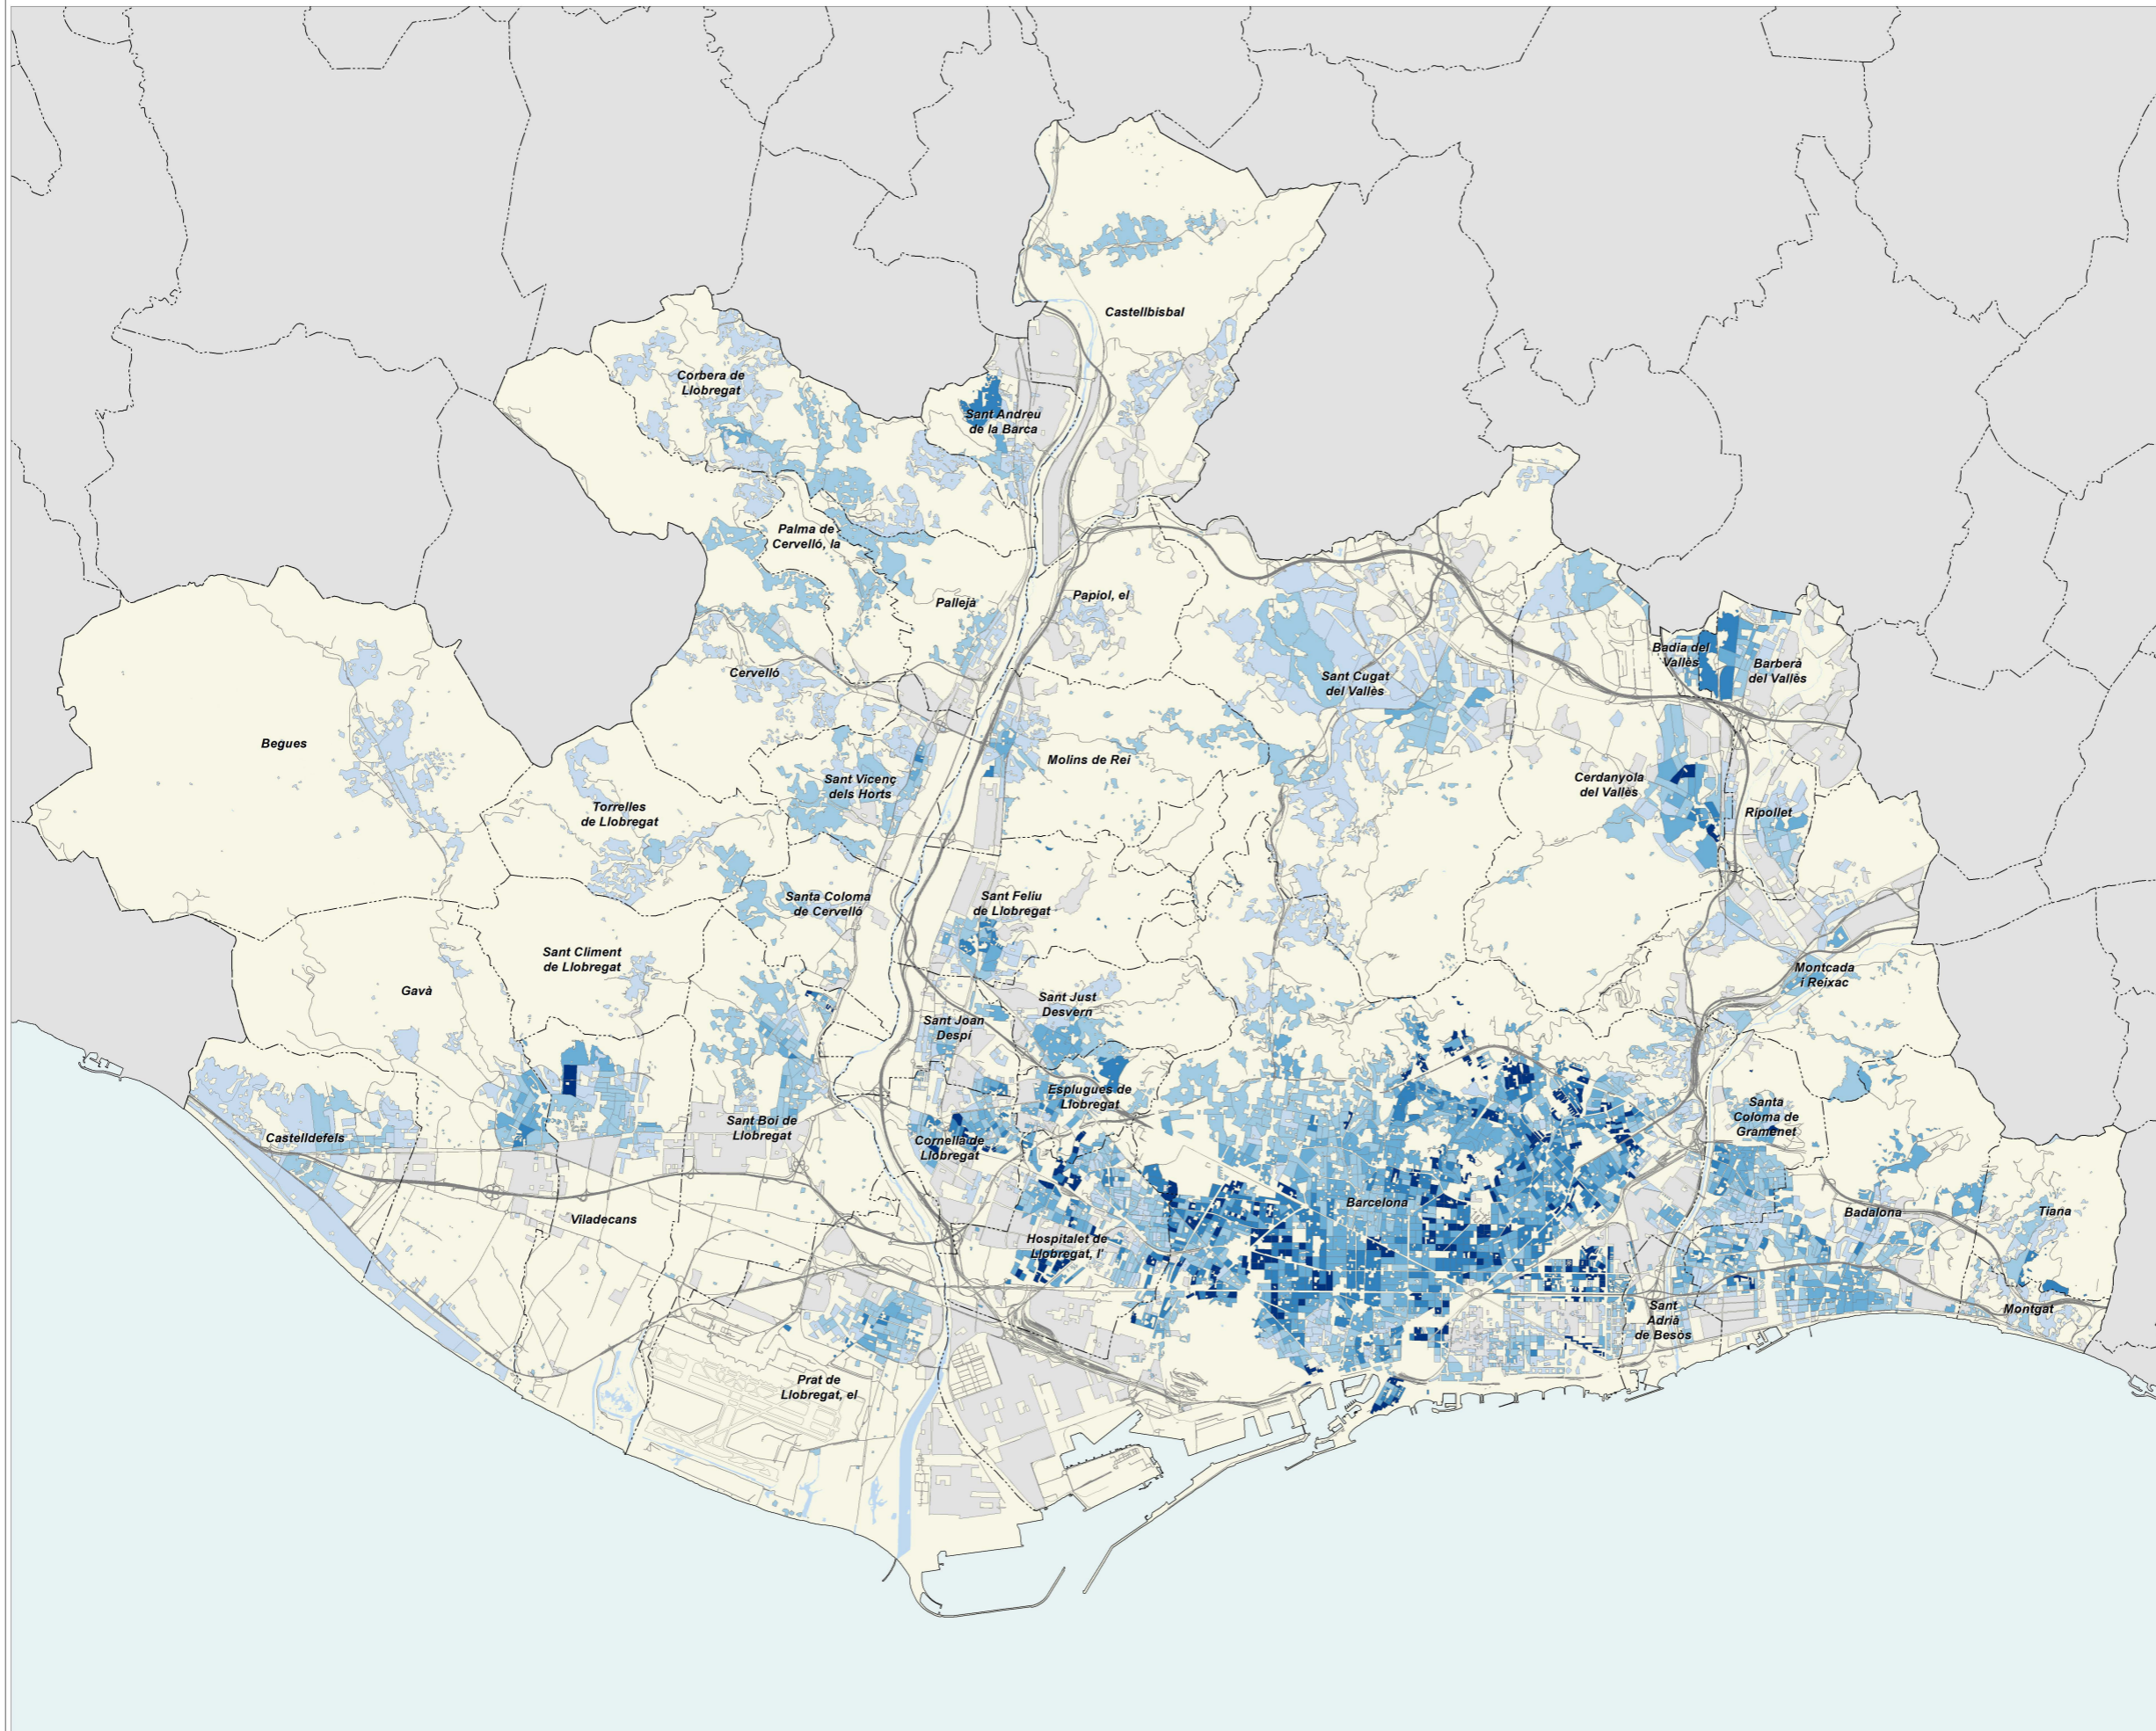 Castellbisbal
Corbera de
Llobregat
Sant Andreu
de la Barca
Palma de
Cervelló, la
Pallejà
Papiol, el
Cervelló
Sant Cugat
del Vallès
Badia del
Vallès
Barberà
del Vallès
Begues
Molins de Rei
Sant Vicenç
dels Horts
Cerdanyola
del Vallès
Torrelles
de Llobregat
Ripollet
Santa Coloma
de Cervelló
Sant Feliu
de Llobregat
Sant Climent
de Llobregat
Montcada
i Reixac
Gavà
Sant Just
Desvern
Sant Joan
Despí
Esplugues de
Llobregat
Santa
Coloma de
Gramenet
Castelldefels
Sant Boi de
Llobregat
Cornellà de
Llobregat
Barcelona
Badalona
Tiana
Viladecans
Hospitalet de
Llobregat, l'
Sant
Adrià
de Besòs
Montgat
Prat de
Llobregat, el